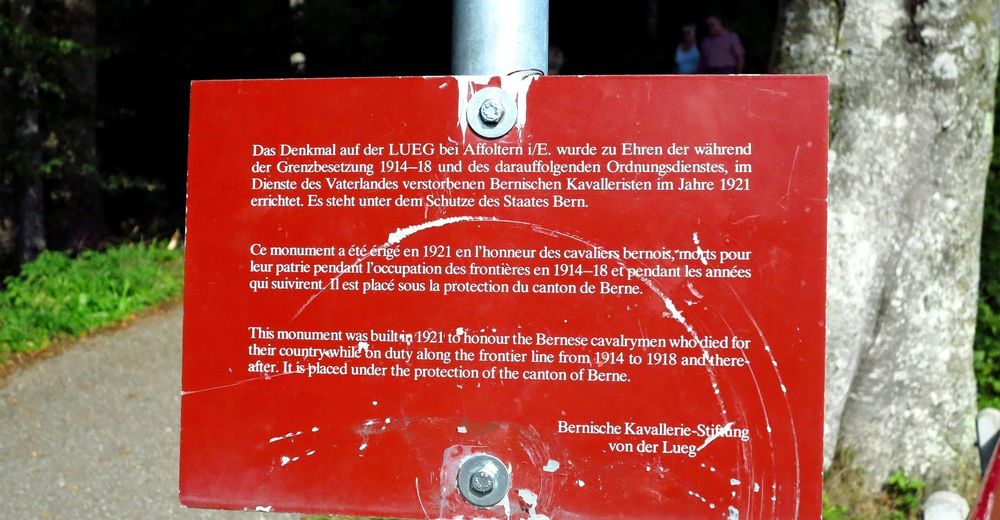 Das Denkmal auf der LUEG bei Affoltern i/E. wurde zu Ehren der während
der Grenzbesetzung 1914–18 und des darauffolgenden Ordnungsdienstes, im
Dienste des Vaterlandes verstorbenen Bernischen Kavalleristen im Jahre 1921
errichtet. Es steht unter dem Schutze des Staates Bern.
Ce monument a été érigé en 1921 en l'honneur des cavaliers bernois, morts pour
leur patrie pendant l'occupation des frontières en 1914–18 et pendant les années
qui suivirent. Il est placé sous la protection du canton de Berne.
This monument was built in 1921 to honour the Bernese cavalrymen who died for
their country while on duty along the frontier line from 1914 to 1918 and there-
after. It is placed under the protection of the canton of Berne.
Bernische Kavallerie-Stiftung
von der Lueg